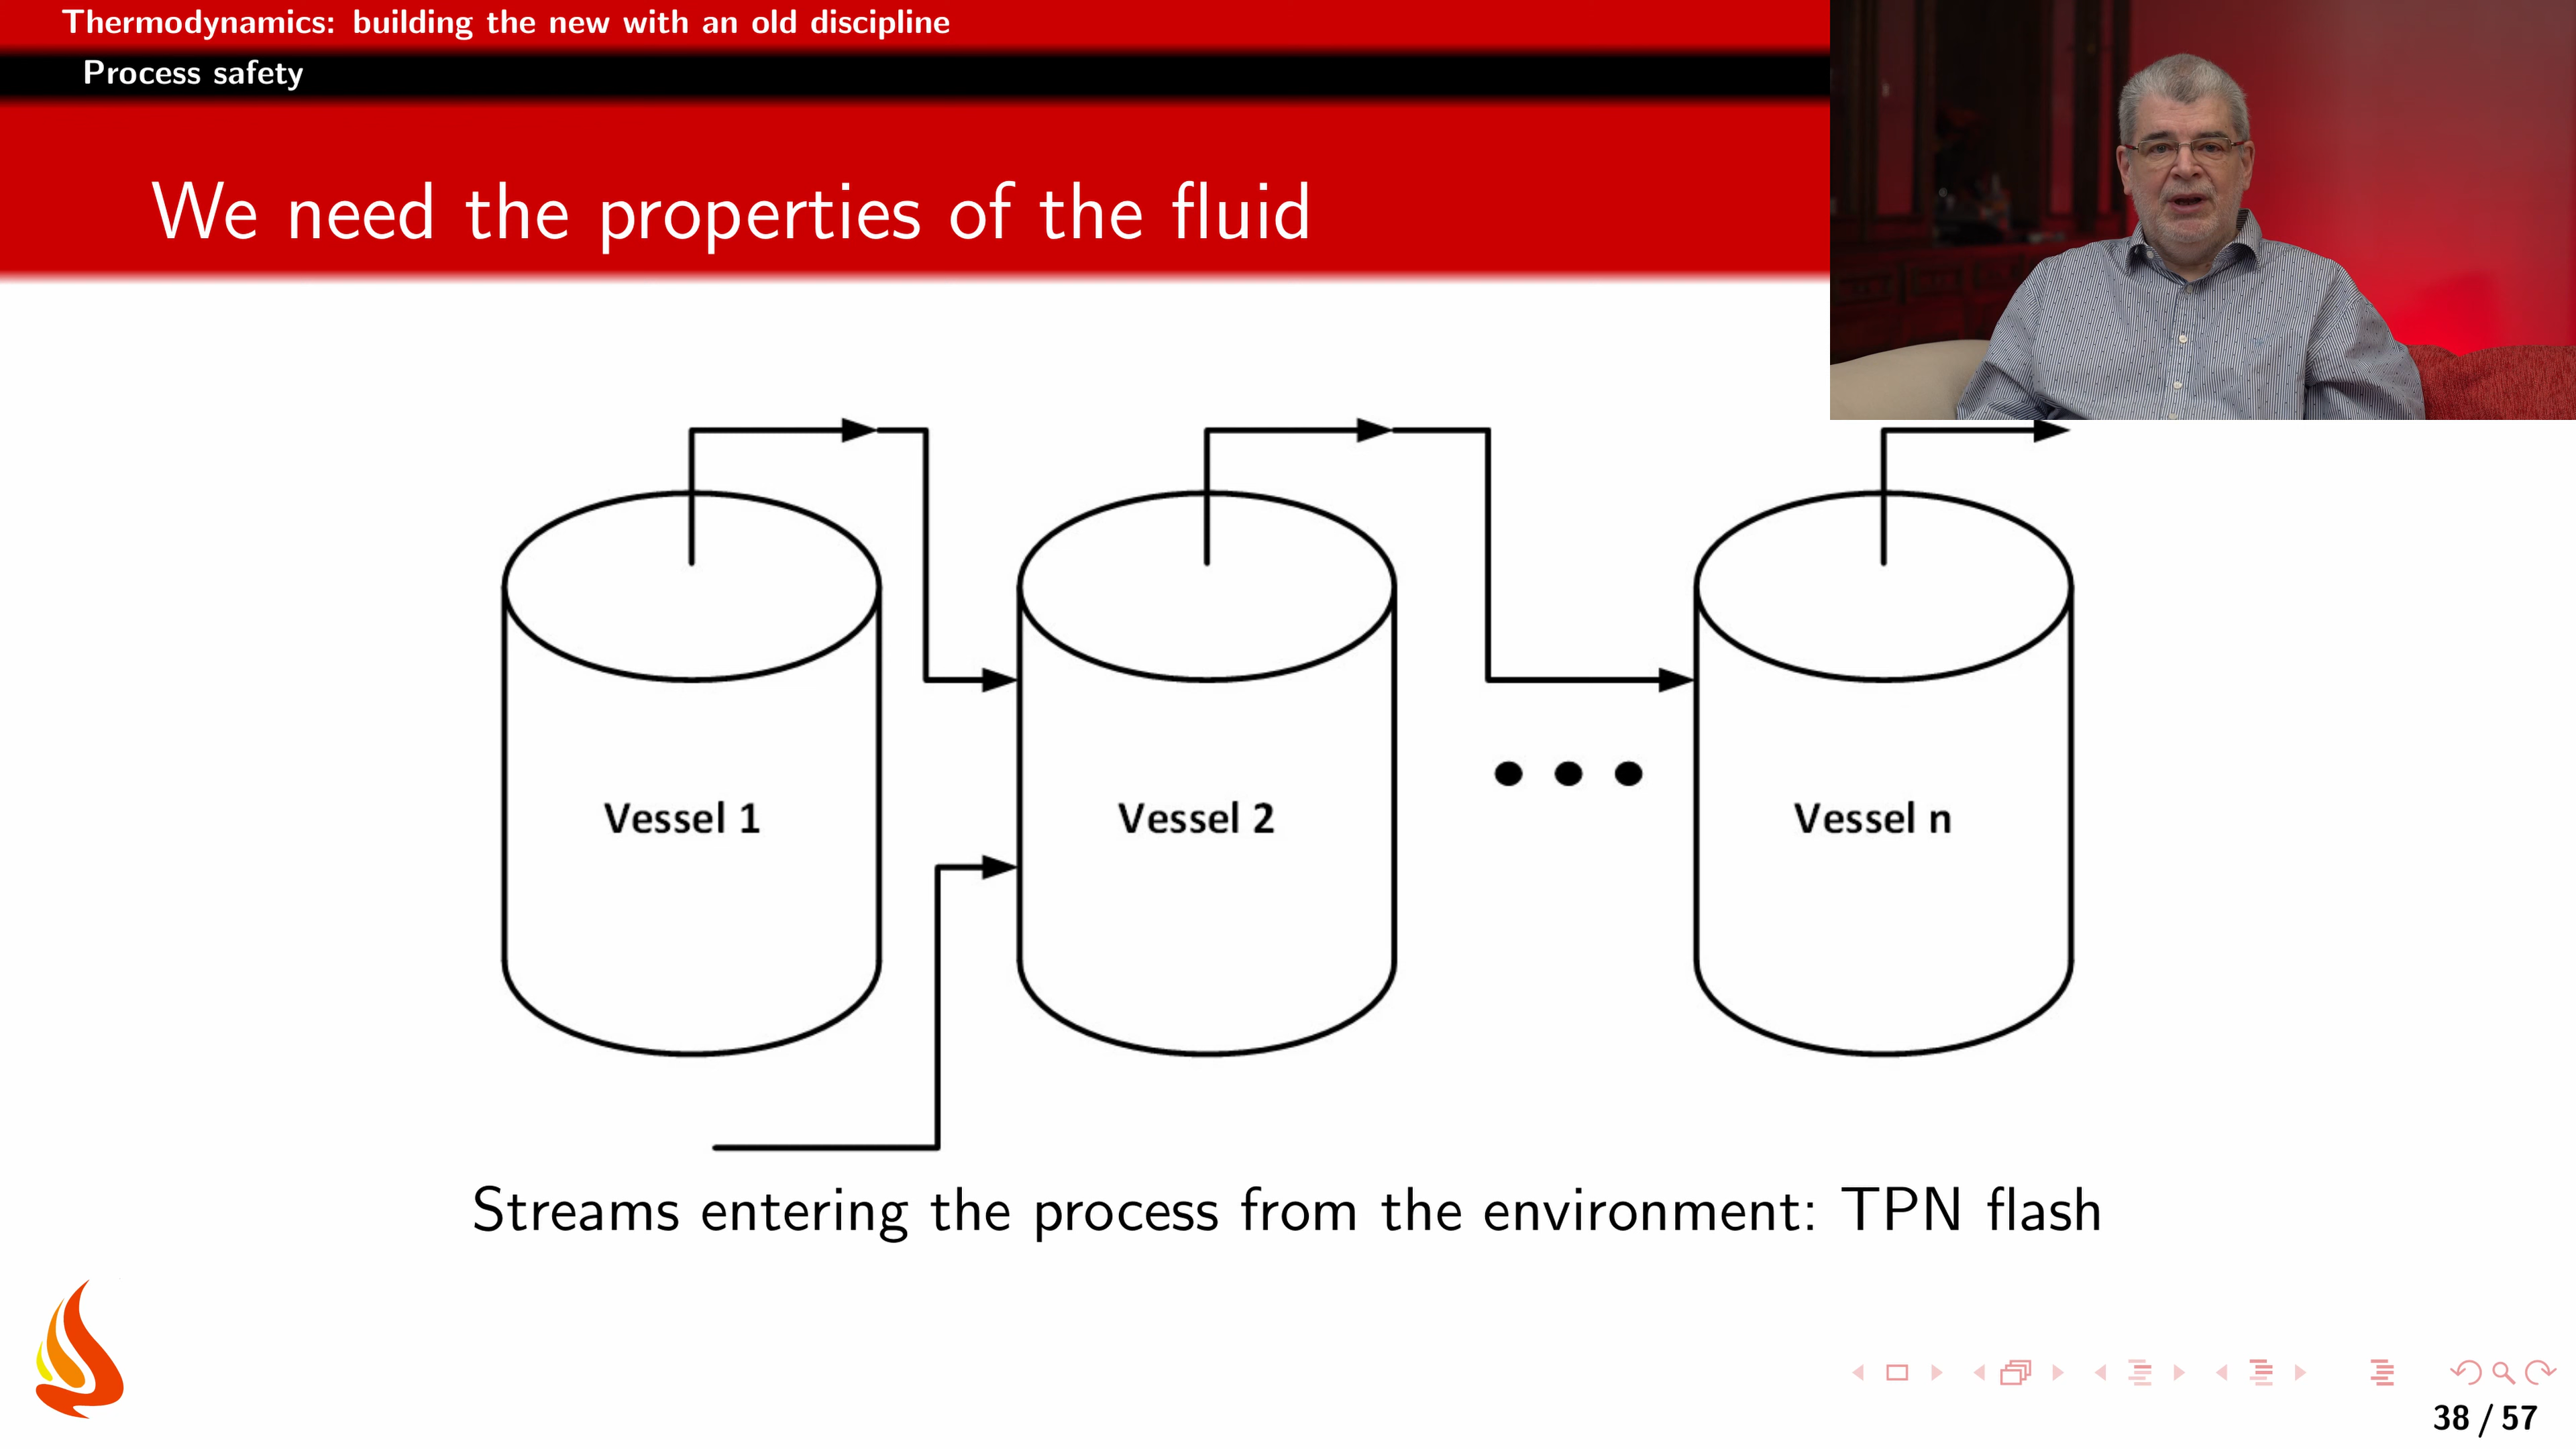 Thermodynamics: building the new with an old discipline
Process safety
We need the properties of the fluid
Vessel 1
Vessel 2
Vessel n
Streams entering the process from the environment: TPN flash
38 / 57